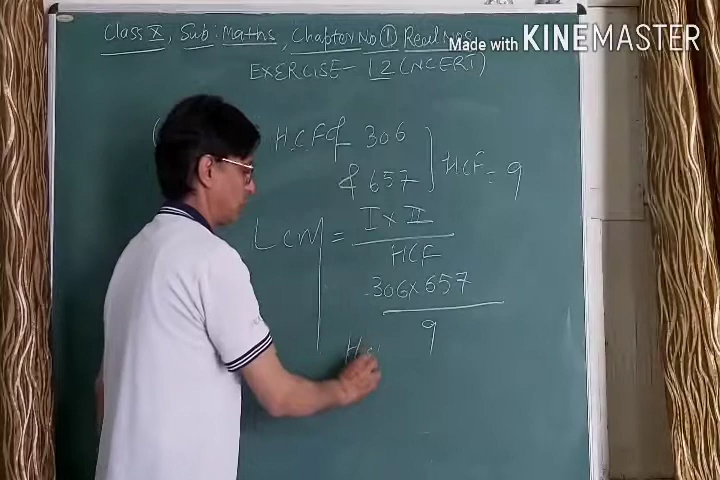 Class X, Sub: Maths, Chapter No ① Real Nos
Made with KINEMASTER
EXERCISE - 1.2 (NCERT)
HCF of 306
& 657 } HCF = 9
LCM = I x II
HCF
306 x 657
9